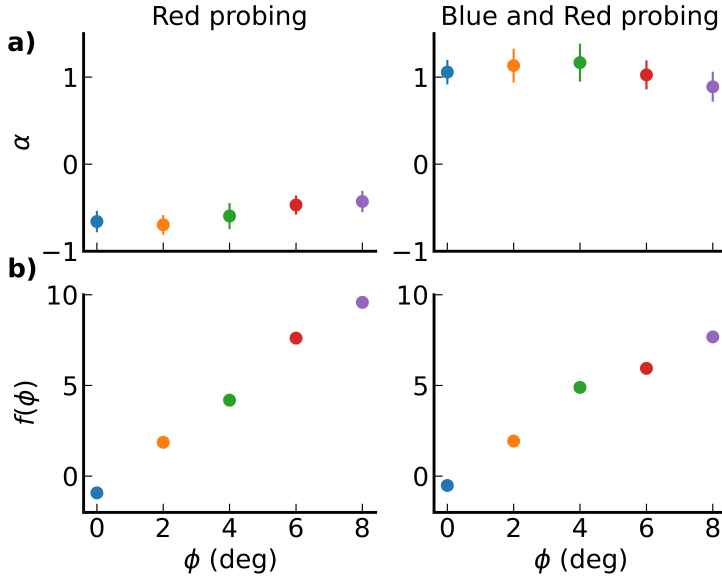 Red probing
Blue and Red probing
a)
α
1
0
−1
1
0
−1
b)
f(ϕ)
10
5
0
10
5
0
0 2 4 6 8
0 2 4 6 8
ϕ (deg)
ϕ (deg)